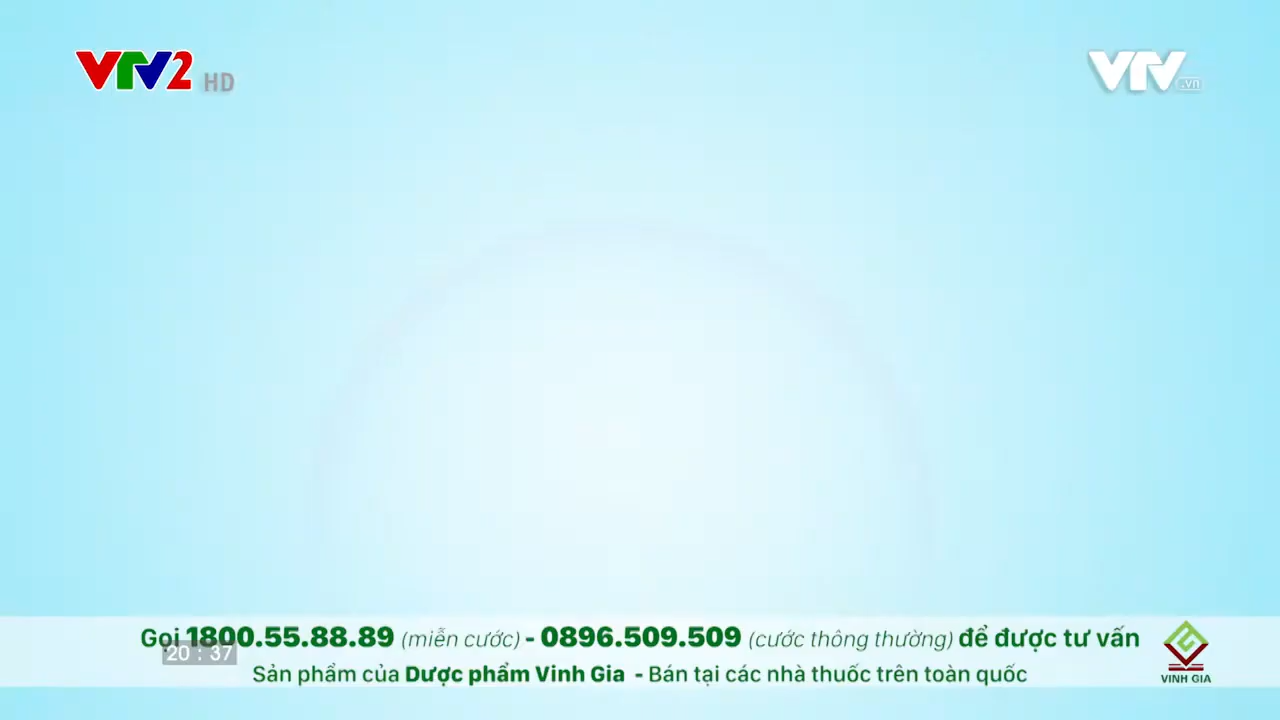 VTV2 HD
VTV.vn
Gọi 1800.55.88.89 (miễn cước) - 0896.509.509 (cước thông thường) để được tư vấn
20 : 37
Sản phẩm của Dược phẩm Vinh Gia - Bán tại các nhà thuốc trên toàn quốc
VINH GIA